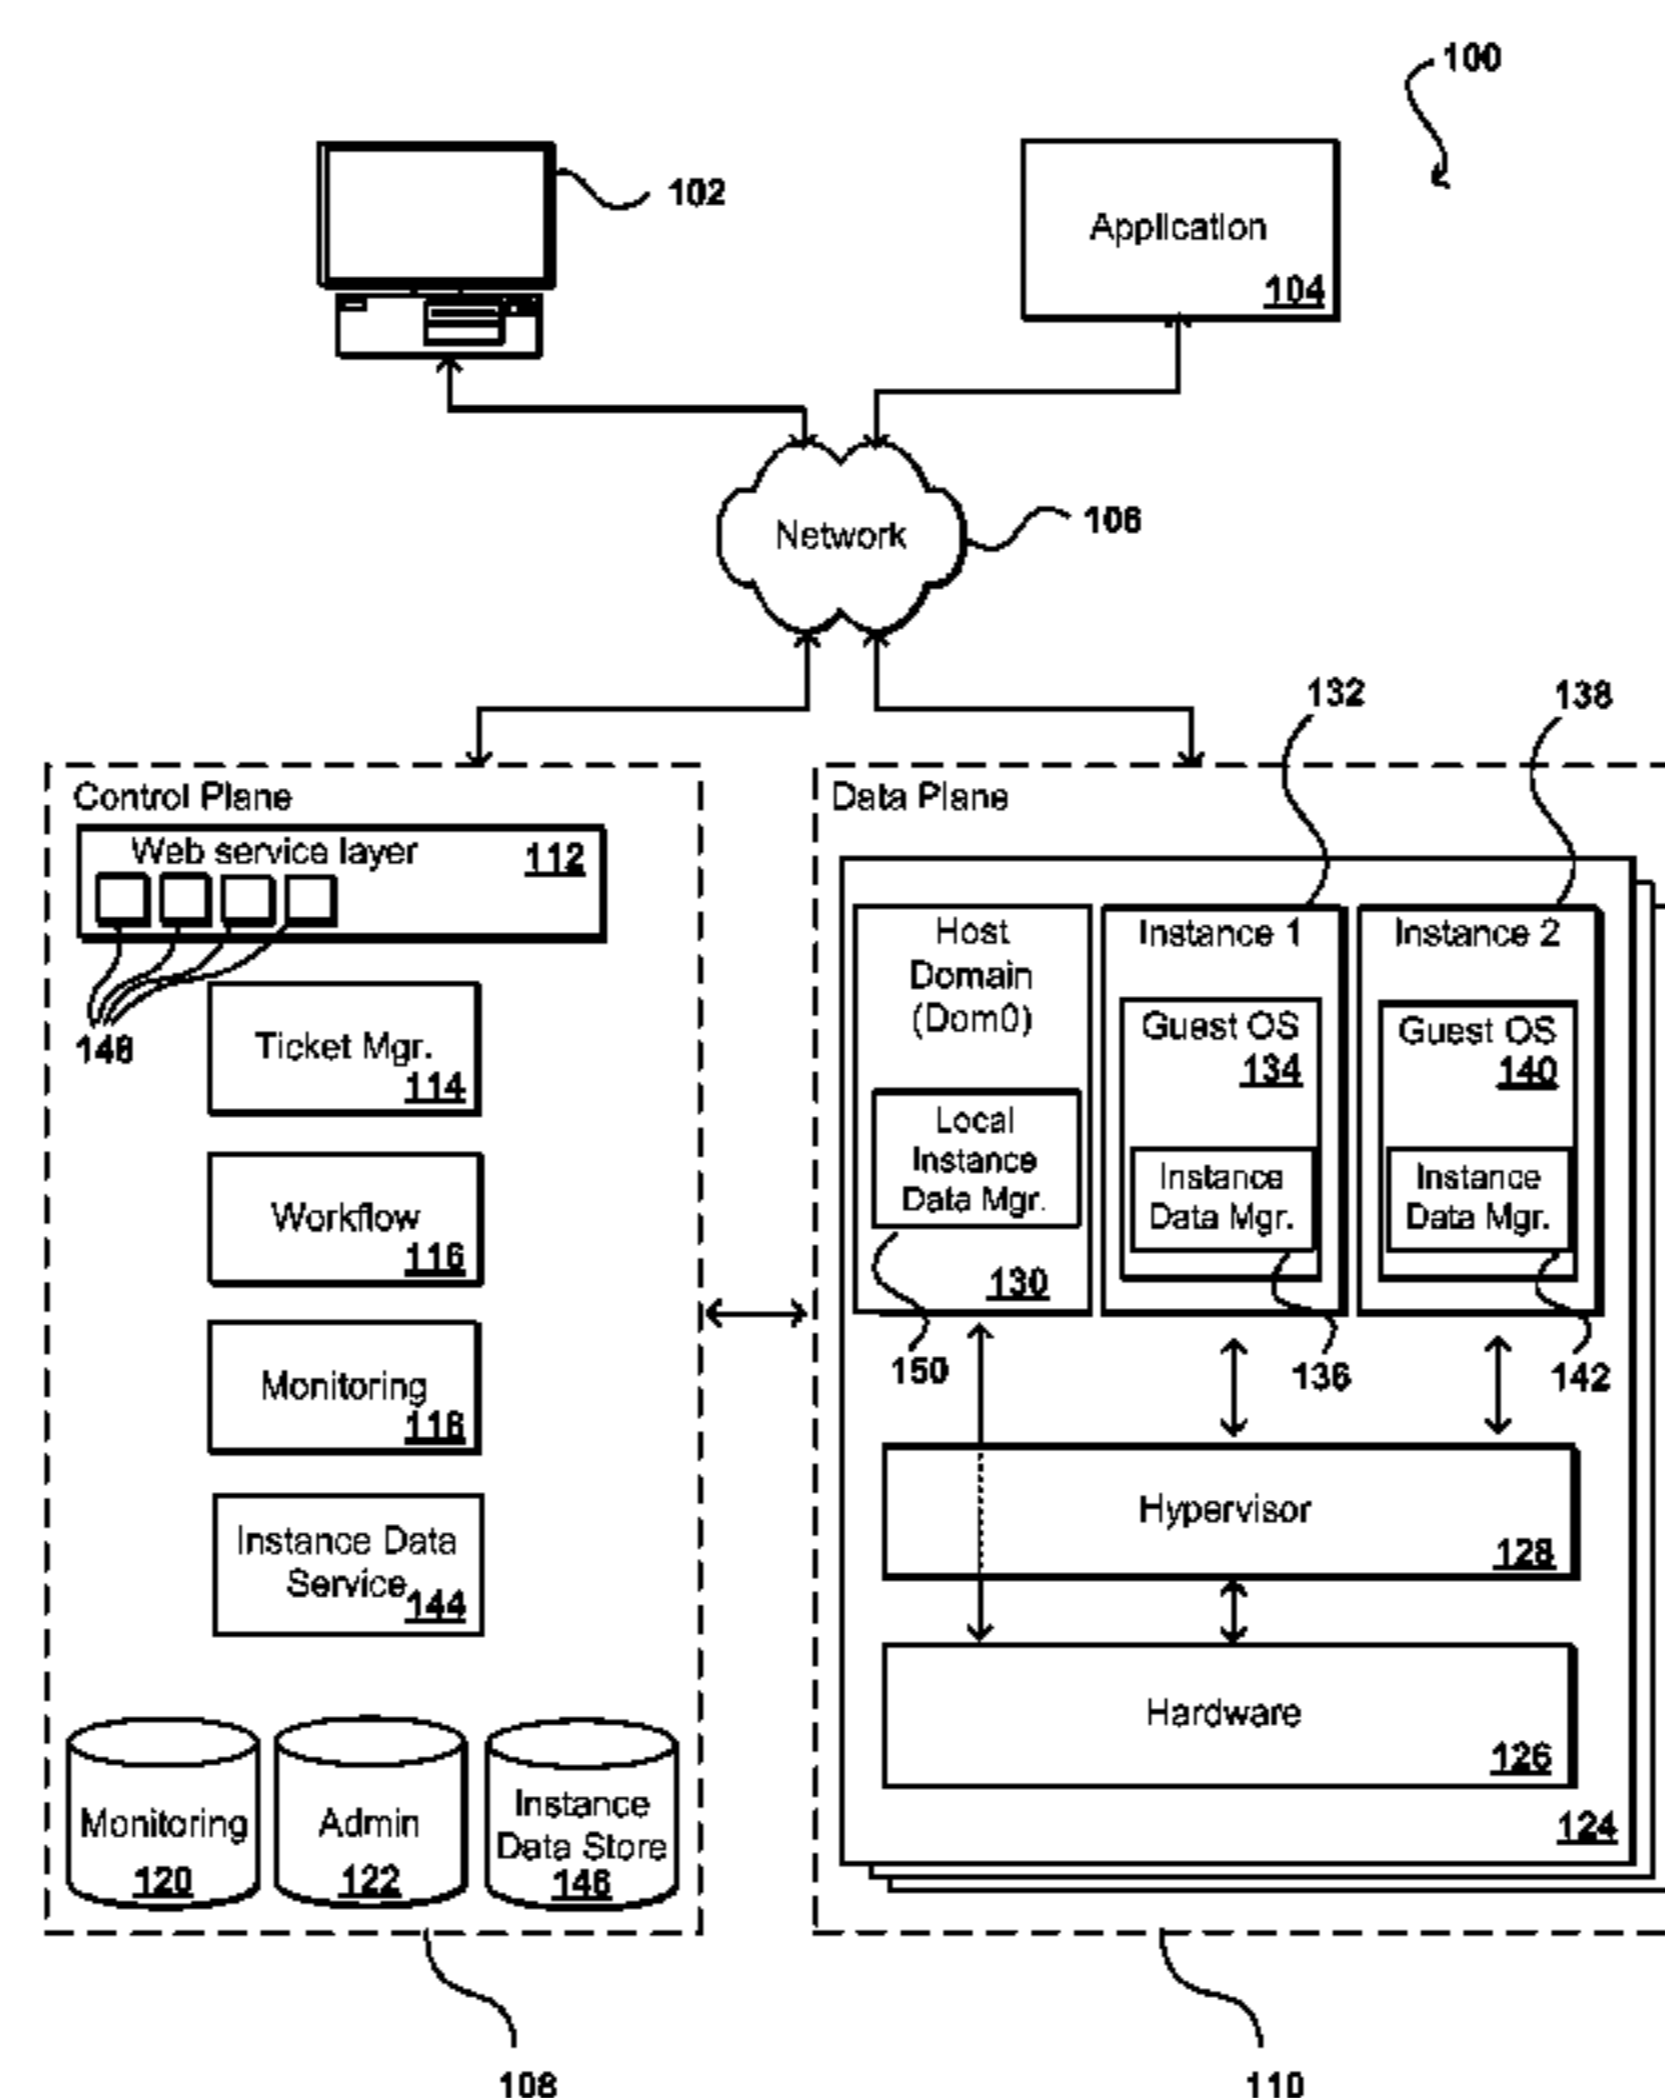 100
102
Application
104
Network
106
132
138
Control Plane
Web service layer
112
148
Ticket Mgr.
114
Workflow
116
Monitoring
118
Instance Data
Service
144
Monitoring
120
Admin
122
Instance
Data Store
146
108
Data Plane
Host
Domain
(Dom0)
Local
Instance
Data Mgr.
130
150
Instance 1
Guest OS
134
Instance
Data Mgr.
136
Instance 2
Guest OS
140
Instance
Data Mgr.
142
Hypervisor
128
Hardware
126
124
110